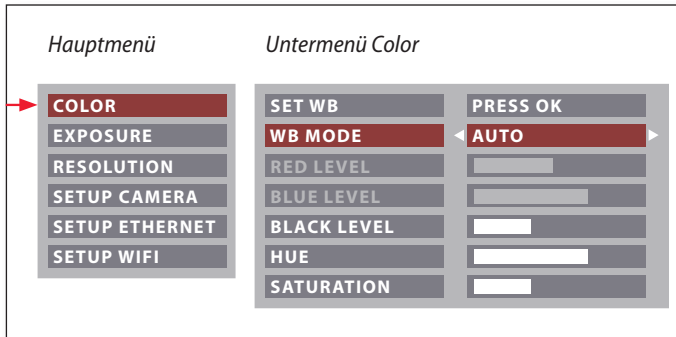 Hauptmenü
Untermenü Color
COLOR
EXPOSURE
RESOLUTION
SETUP CAMERA
SETUP ETHERNET
SETUP WIFI
SET WB PRESS OK
WB MODE AUTO
RED LEVEL
BLUE LEVEL
BLACK LEVEL
HUE
SATURATION